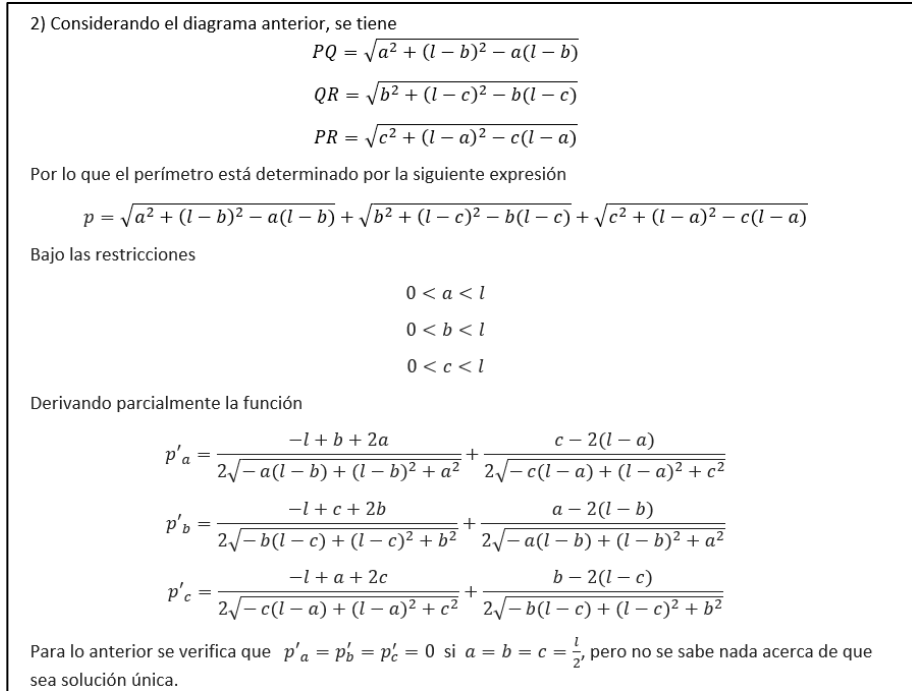 2) Considerando el diagrama anterior, se tiene
PQ = √(a² + (l − b)² − a(l − b))
QR = √(b² + (l − c)² − b(l − c))
PR = √(c² + (l − a)² − c(l − a))
Por lo que el perímetro está determinado por la siguiente expresión
p = √(a² + (l − b)² − a(l − b)) + √(b² + (l − c)² − b(l − c)) + √(c² + (l − a)² − c(l − a))
Bajo las restricciones
0 < a < l
0 < b < l
0 < c < l
Derivando parcialmente la función
p'ₐ = (−l + b + 2a)/(2√(−a(l − b) + (l − b)² + a²)) + (c − 2(l − a))/(2√(−c(l − a) + (l − a)² + c²))
p'_b = (−l + c + 2b)/(2√(−b(l − c) + (l − c)² + b²)) + (a − 2(l − b))/(2√(−a(l − b) + (l − b)² + a²))
p'_c = (−l + a + 2c)/(2√(−c(l − a) + (l − a)² + c²)) + (b − 2(l − c))/(2√(−b(l − c) + (l − c)² + b²))
Para lo anterior se verifica que p'ₐ = p'_b = p'_c = 0 si a = b = c = l/2, pero no se sabe nada acerca de que
sea solución única.